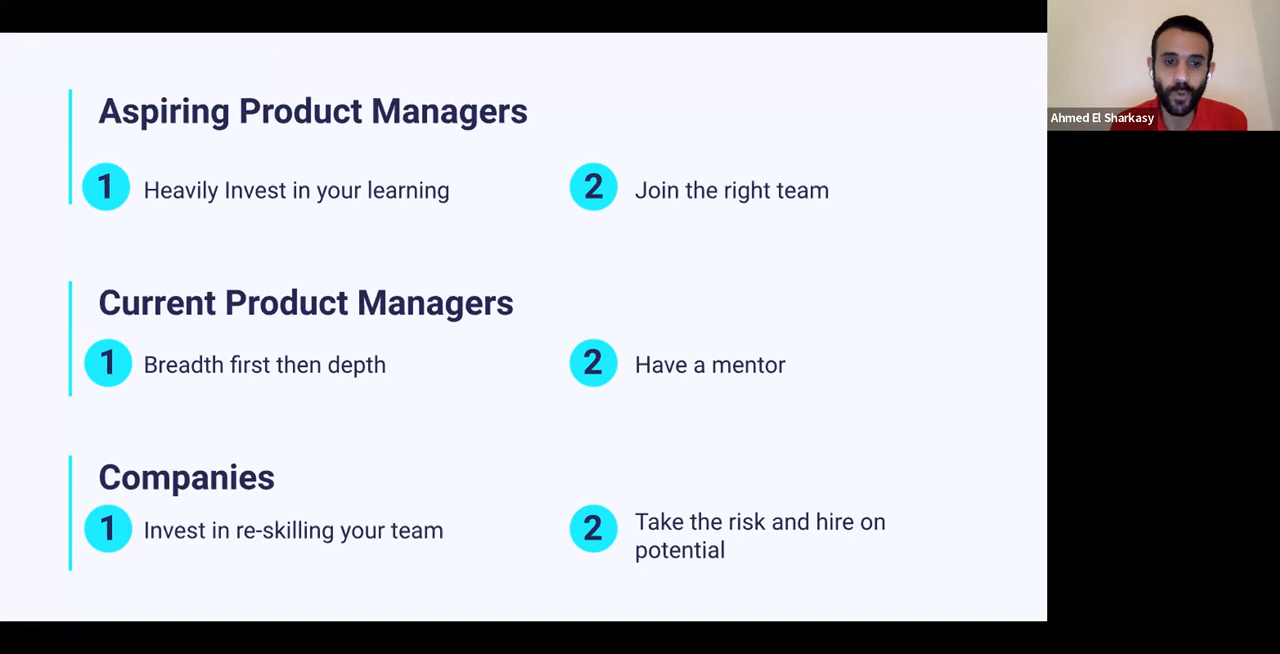 Aspiring Product Managers
1 Heavily Invest in your learning
2 Join the right team
Current Product Managers
1 Breadth first then depth
2 Have a mentor
Companies
1 Invest in re-skilling your team
2 Take the risk and hire on
potential
Ahmed El Sharkasy